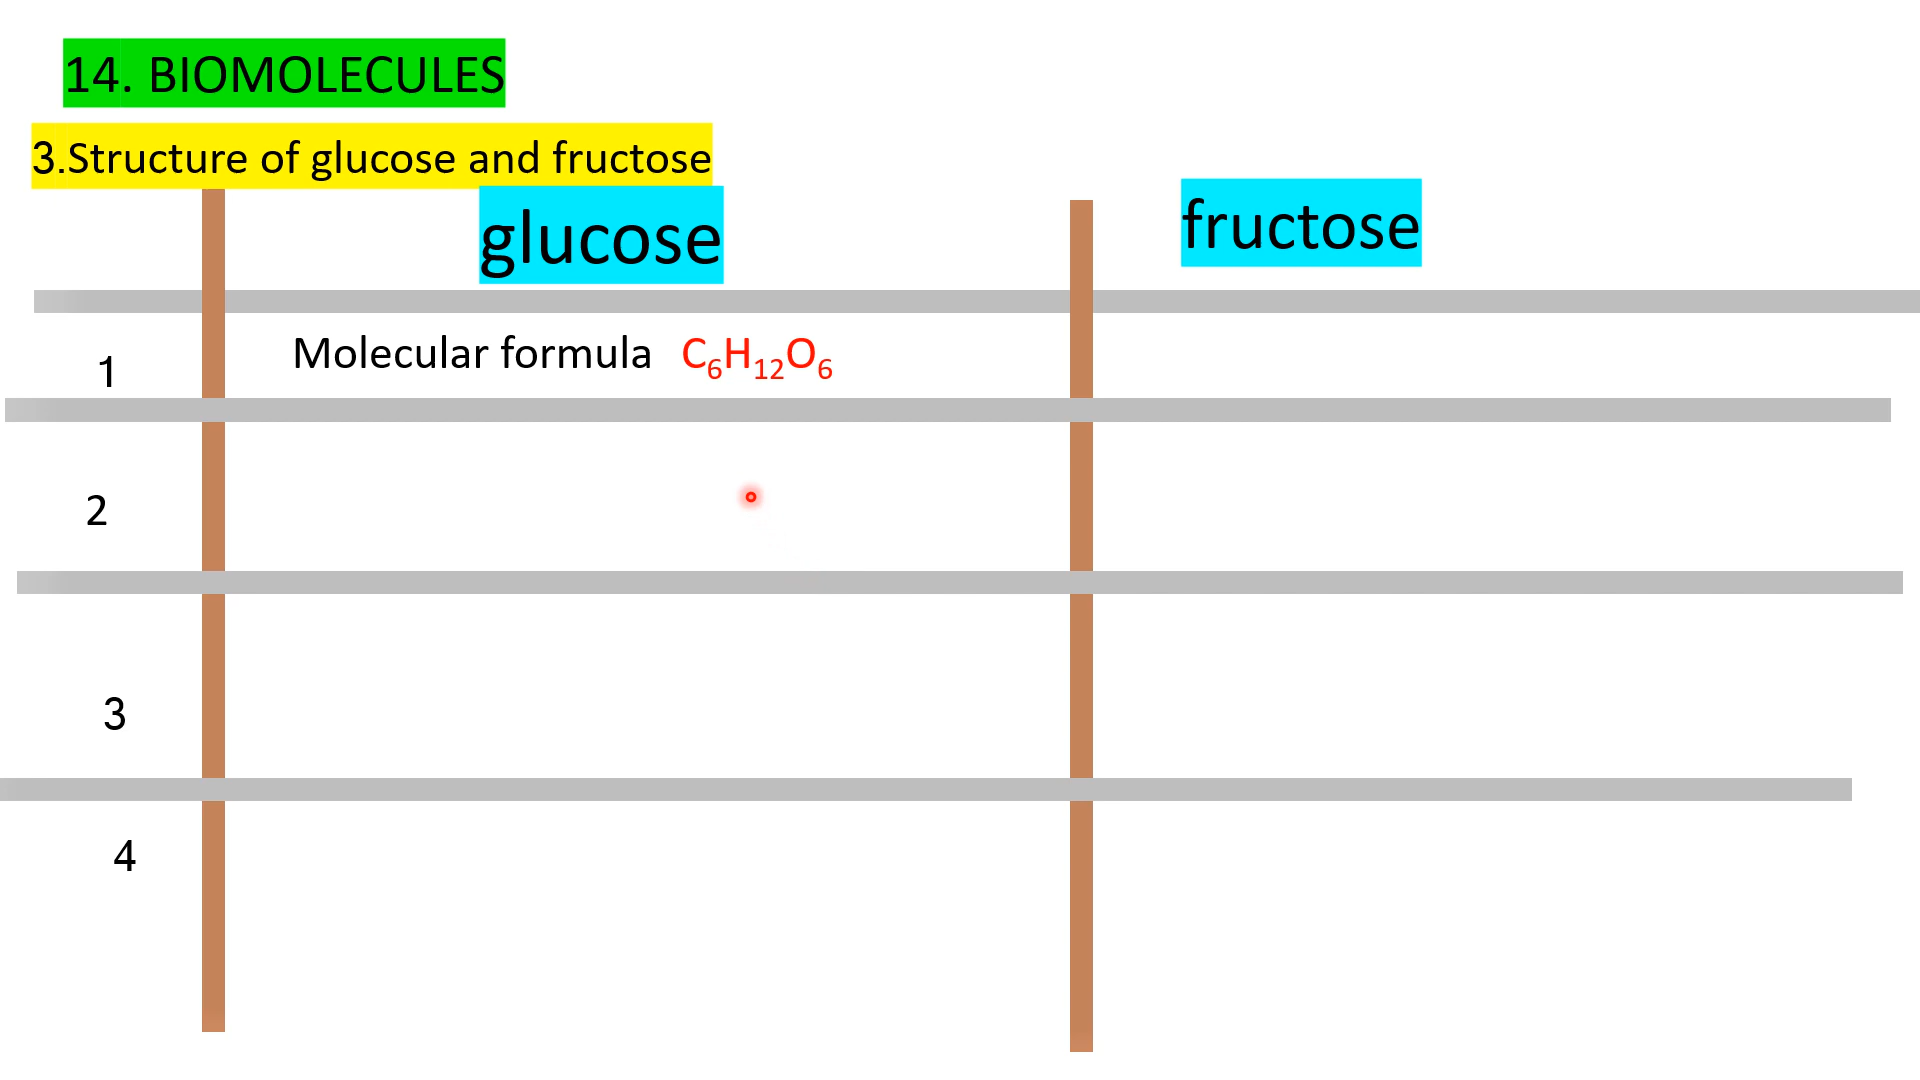 14. BIOMOLECULES
3.Structure of glucose and fructose
glucose
fructose
1
Molecular formula C₆H₁₂O₆
2
3
4